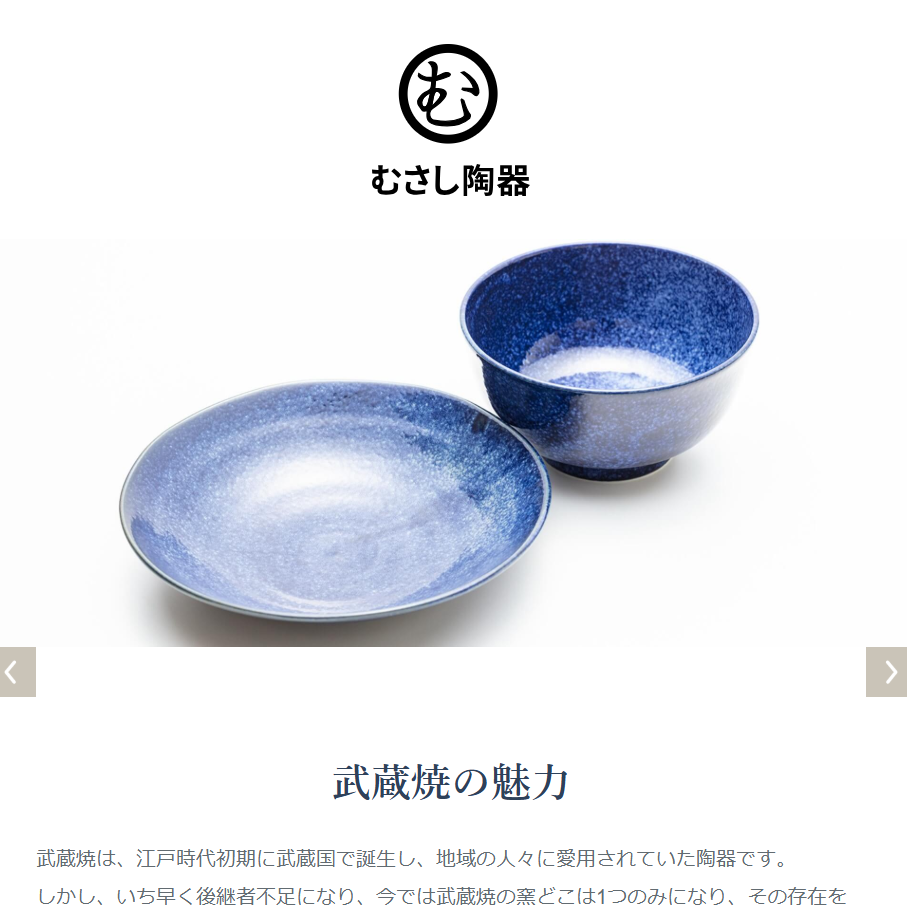 む
むさし陶器
武蔵焼の魅力
武蔵焼は、江戸時代初期に武蔵国で誕生し、地域の人々に愛用されていた陶器です。
しかし、いち早く後継者不足になり、今では武蔵焼の窯どころは1つのみになり、その存在を